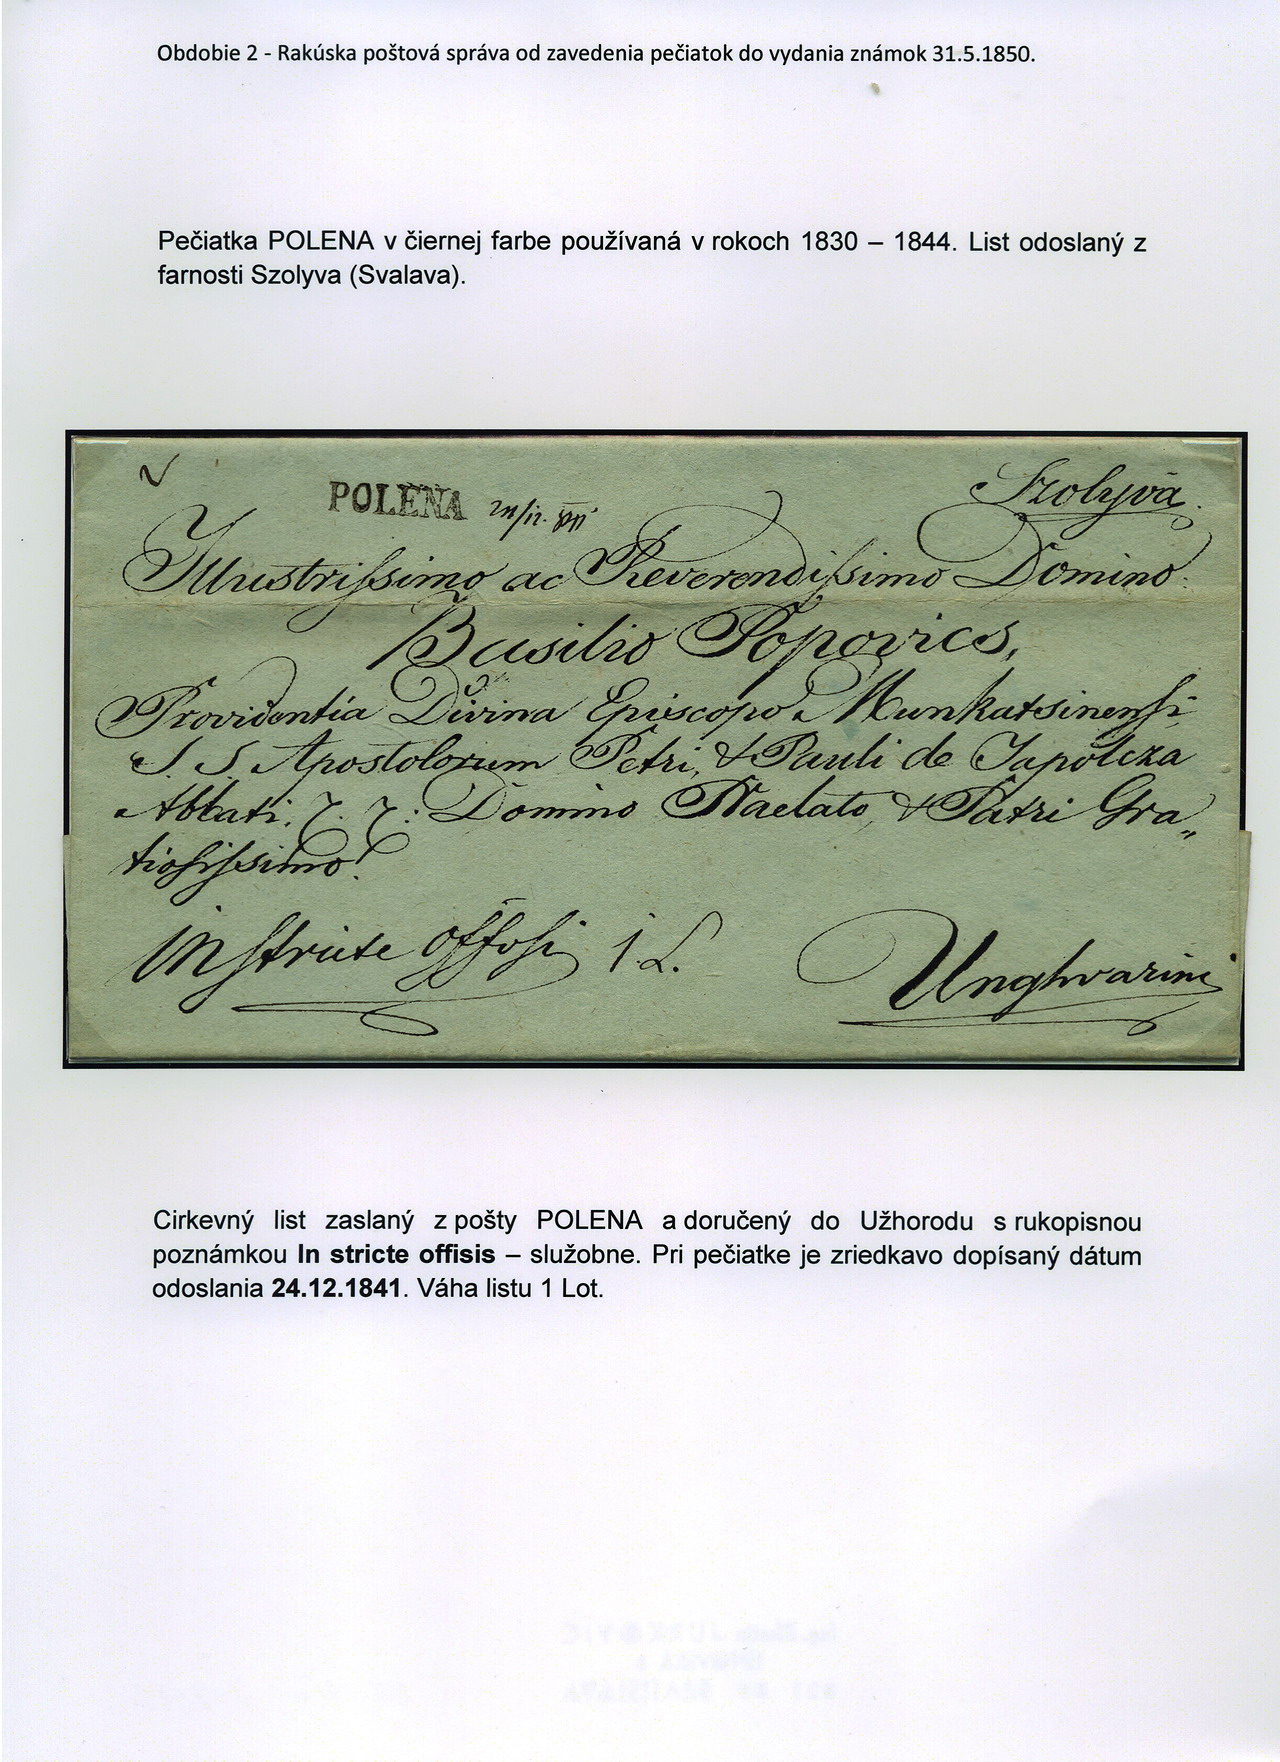 Obdobie 2 - Rakúska poštová správa od zavedenia pečiatok do vydania známok 31.5.1850.
Pečiatka POLENA v čiernej farbe používaná v rokoch 1830 – 1844. List odoslaný z
farnosti Szolyva (Svalava).
Szolyva
POLENA
Illustrissimo ac Reverendissimo Domino
Basilio Popovics,
Providentia Divina Episcopo Munkatsinensi,
S. S. Apostolorum Petri, & Pauli de Tapolcza
Abbati, Domino Praelato, & Patri Gra„
tiosissimo!
in stricte offosi 1 L.
Unghvarini
Cirkevný list zaslaný z pošty POLENA a doručený do Užhorodu s rukopisnou
poznámkou In stricte offisis – služobne. Pri pečiatke je zriedkavo dopísaný dátum
odoslania 24.12.1841. Váha listu 1 Lot.